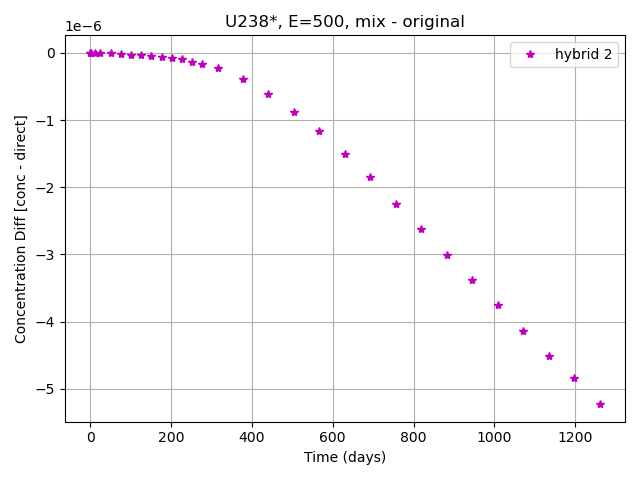 U238*, E=500, mix - original
1e−6
hybrid 2
0
−1
−2
−3
−4
−5
Concentration Diff [conc - direct]
0 200 400 600 800 1000 1200
Time (days)